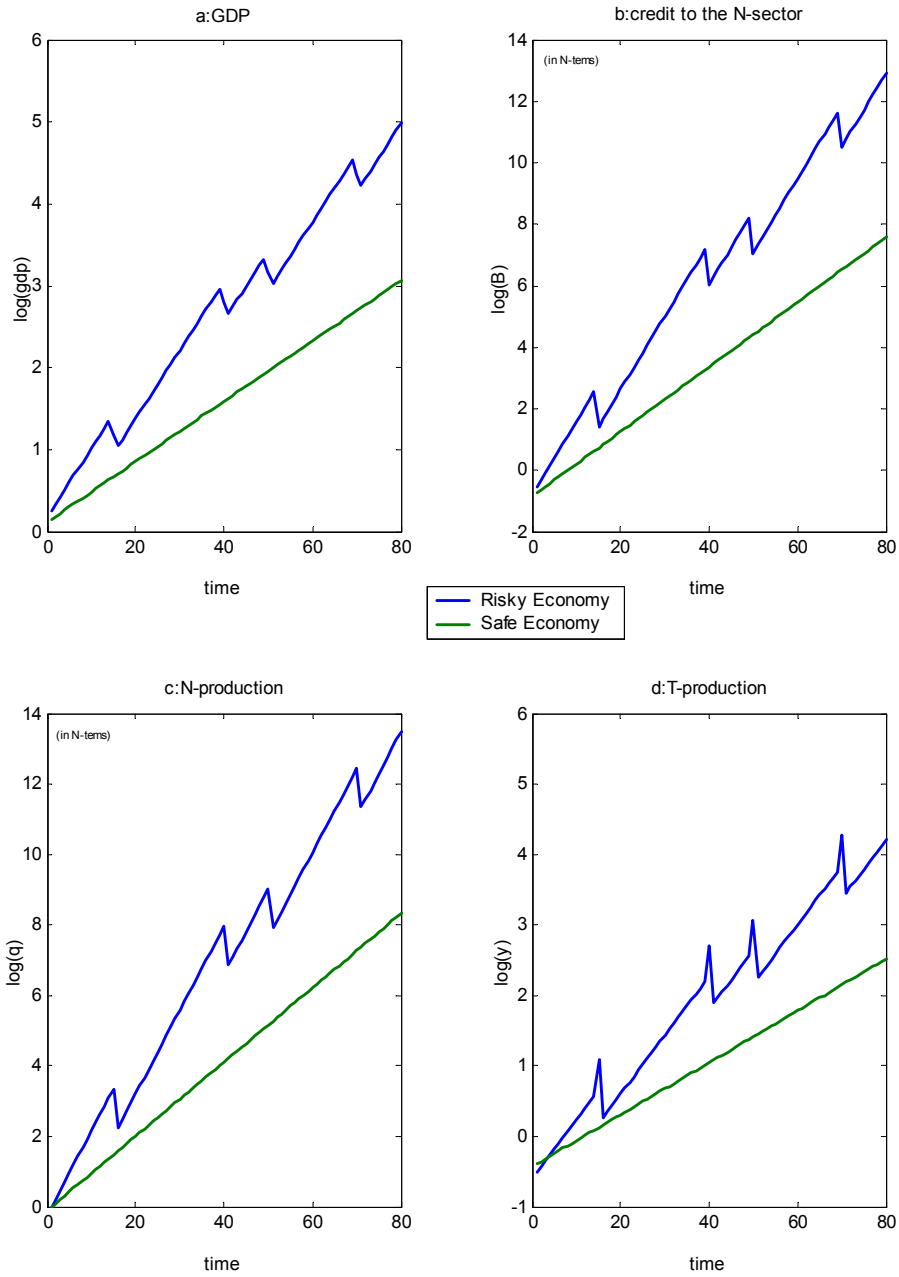 a:GDP
6
5
4
3
2
1
0
log(gdp)
0 20 40 60 80
time
b:credit to the N-sector
(in N-tems)
14
12
10
8
6
4
2
0
-2
log(B)
0 20 40 60 80
time
Risky Economy
Safe Economy
c:N-production
(in N-tems)
14
12
10
8
6
4
2
0
log(q)
0 20 40 60 80
time
d:T-production
6
5
4
3
2
1
0
-1
log(y)
0 20 40 60 80
time